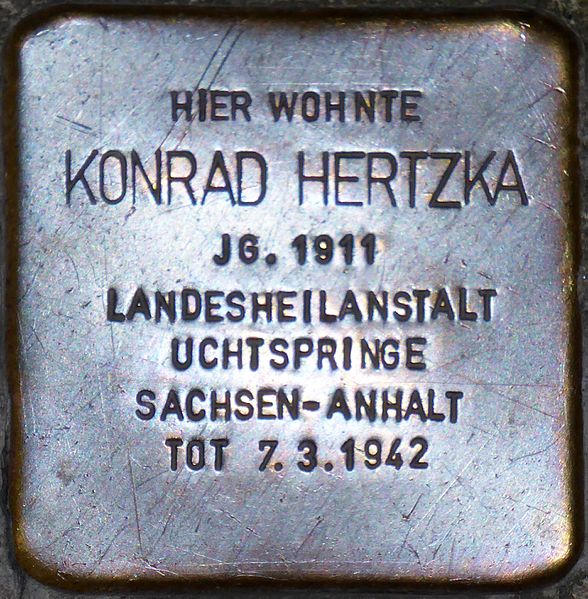 HIER WOHNTE
KONRAD HERTZKA
JG. 1911
LANDESHEILANSTALT
UCHTSPRINGE
SACHSEN-ANHALT
TOT 7.3.1942